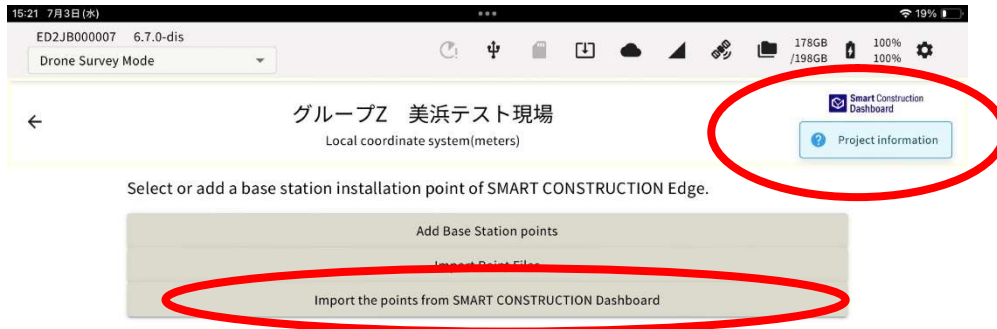 15:21 7月3日(水)
19%
ED2JB000007 6.7.0-dis
Drone Survey Mode
178GB
/198GB
100%
100%
グループZ 美浜テスト現場
Local coordinate system(meters)
Smart Construction
Dashboard
Project information
Select or add a base station installation point of SMART CONSTRUCTION Edge.
Add Base Station points
Import Point Files
Import the points from SMART CONSTRUCTION Dashboard